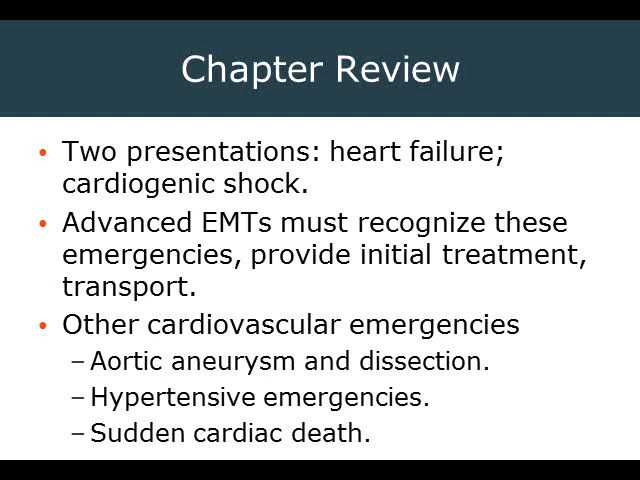 Chapter Review
• Two presentations: heart failure;
cardiogenic shock.
• Advanced EMTs must recognize these
emergencies, provide initial treatment,
transport.
• Other cardiovascular emergencies
– Aortic aneurysm and dissection.
– Hypertensive emergencies.
– Sudden cardiac death.